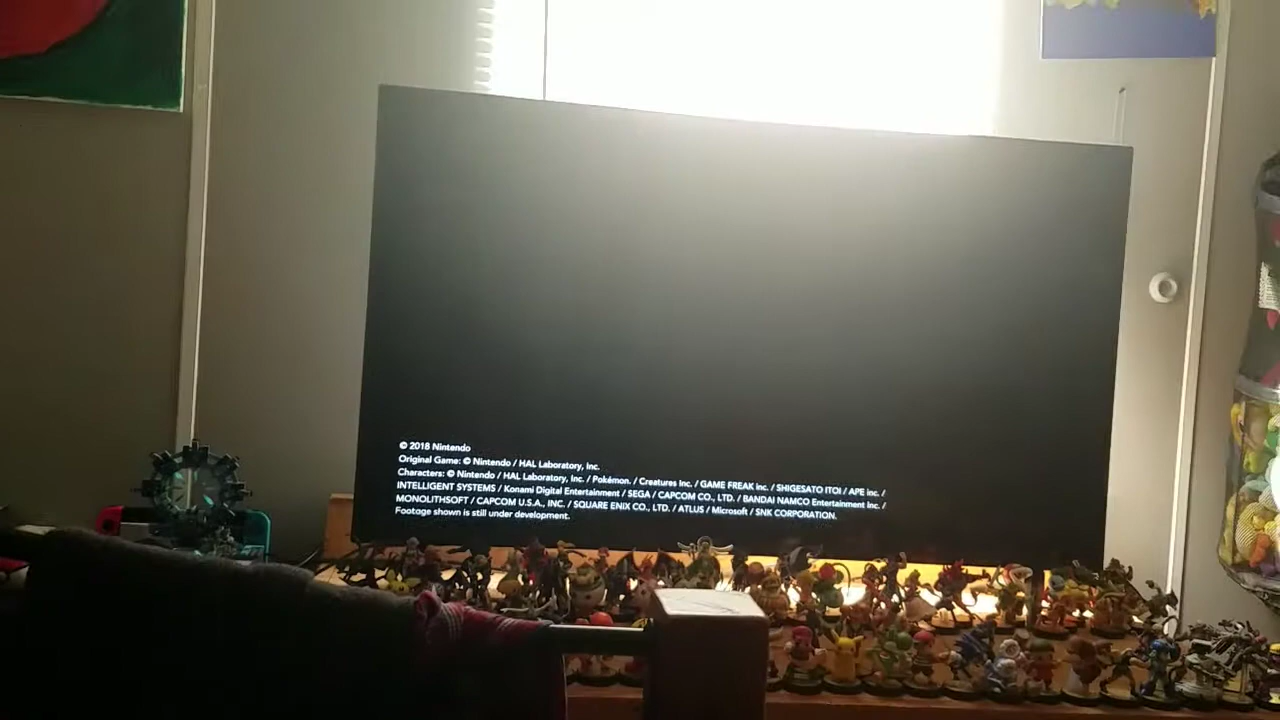 © 2018 Nintendo
Original Game: © Nintendo / HAL Laboratory, Inc.
Characters: © Nintendo / HAL Laboratory, Inc. / Pokémon. / Creatures Inc. / GAME FREAK inc. / SHIGESATO ITOI / APE inc. /
INTELLIGENT SYSTEMS / Konami Digital Entertainment / SEGA / CAPCOM CO., LTD. / BANDAI NAMCO Entertainment Inc. /
MONOLITHSOFT / CAPCOM U.S.A., INC. / SQUARE ENIX CO., LTD. / ATLUS / Microsoft / SNK CORPORATION.
Footage shown is still under development.